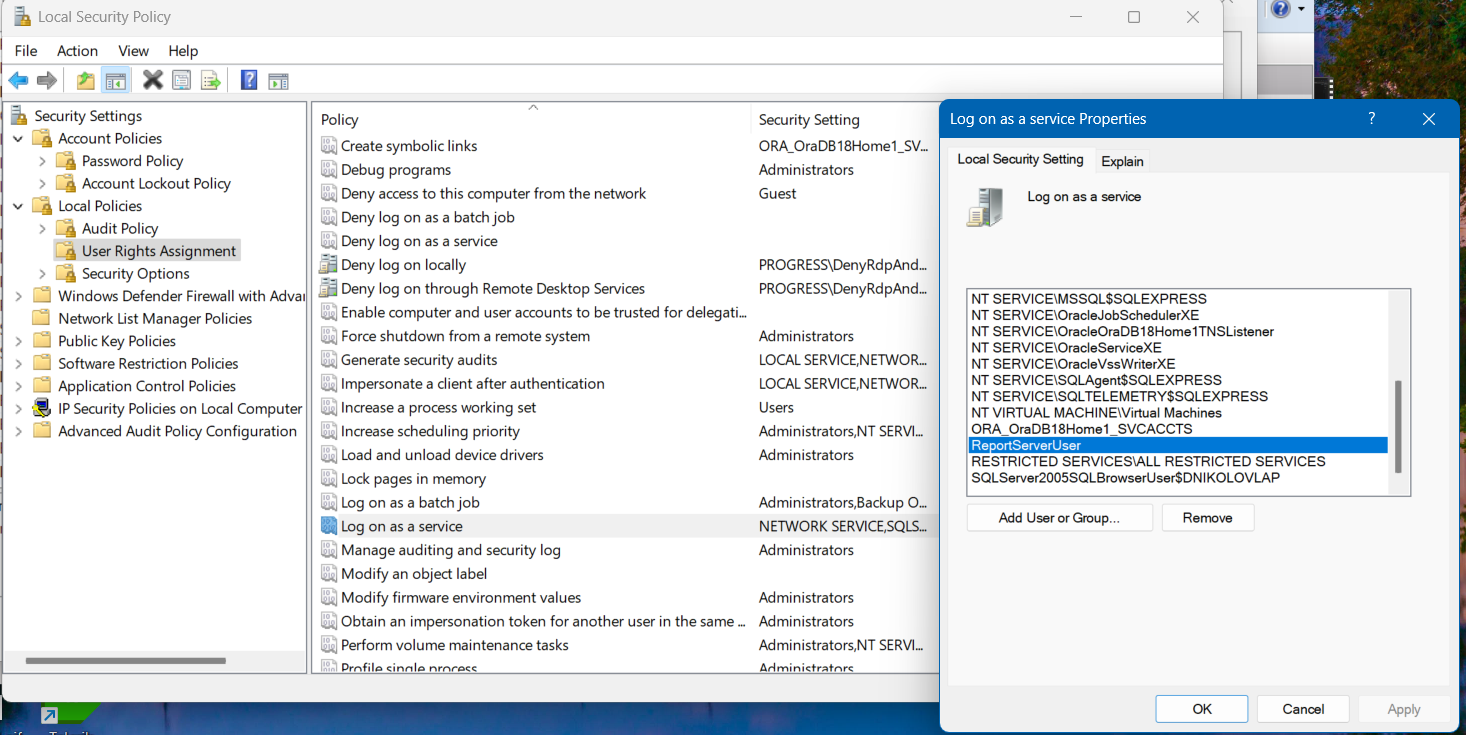 Local Security Policy
File Action View Help
Security Settings
Account Policies
Password Policy
Account Lockout Policy
Local Policies
Audit Policy
User Rights Assignment
Security Options
Windows Defender Firewall with Advan
Network List Manager Policies
Public Key Policies
Software Restriction Policies
Application Control Policies
IP Security Policies on Local Computer
Advanced Audit Policy Configuration
Policy Security Setting
Create symbolic links ORA_OraDB18Home1_SV...
Debug programs Administrators
Deny access to this computer from the network Guest
Deny log on as a batch job
Deny log on as a service
Deny log on locally PROGRESS\DenyRdpAnd...
Deny log on through Remote Desktop Services PROGRESS\DenyRdpAnd...
Enable computer and user accounts to be trusted for delegati...
Force shutdown from a remote system Administrators
Generate security audits LOCAL SERVICE,NETWOR...
Impersonate a client after authentication LOCAL SERVICE,NETWOR...
Increase a process working set Users
Increase scheduling priority Administrators,NT SERVI...
Load and unload device drivers Administrators
Lock pages in memory
Log on as a batch job Administrators,Backup O...
Log on as a service NETWORK SERVICE,SQLS...
Manage auditing and security log Administrators
Modify an object label
Modify firmware environment values Administrators
Obtain an impersonation token for another user in the same ... Administrators
Perform volume maintenance tasks Administrators,NT SERVI...
Profile single process Administrators
Log on as a service Properties
Local Security Setting Explain
Log on as a service
NT SERVICE\MSSQL$SQLEXPRESS
NT SERVICE\OracleJobSchedulerXE
NT SERVICE\OracleOraDB18Home1TNSListener
NT SERVICE\OracleServiceXE
NT SERVICE\OracleVssWriterXE
NT SERVICE\SQLAgent$SQLEXPRESS
NT SERVICE\SQLTELEMETRY$SQLEXPRESS
NT VIRTUAL MACHINE\Virtual Machines
ORA_OraDB18Home1_SVCACCTS
ReportServerUser
RESTRICTED SERVICES\ALL RESTRICTED SERVICES
SQLServer2005SQLBrowserUser$DNIKOLOVLAP
Add User or Group... Remove
OK Cancel Apply